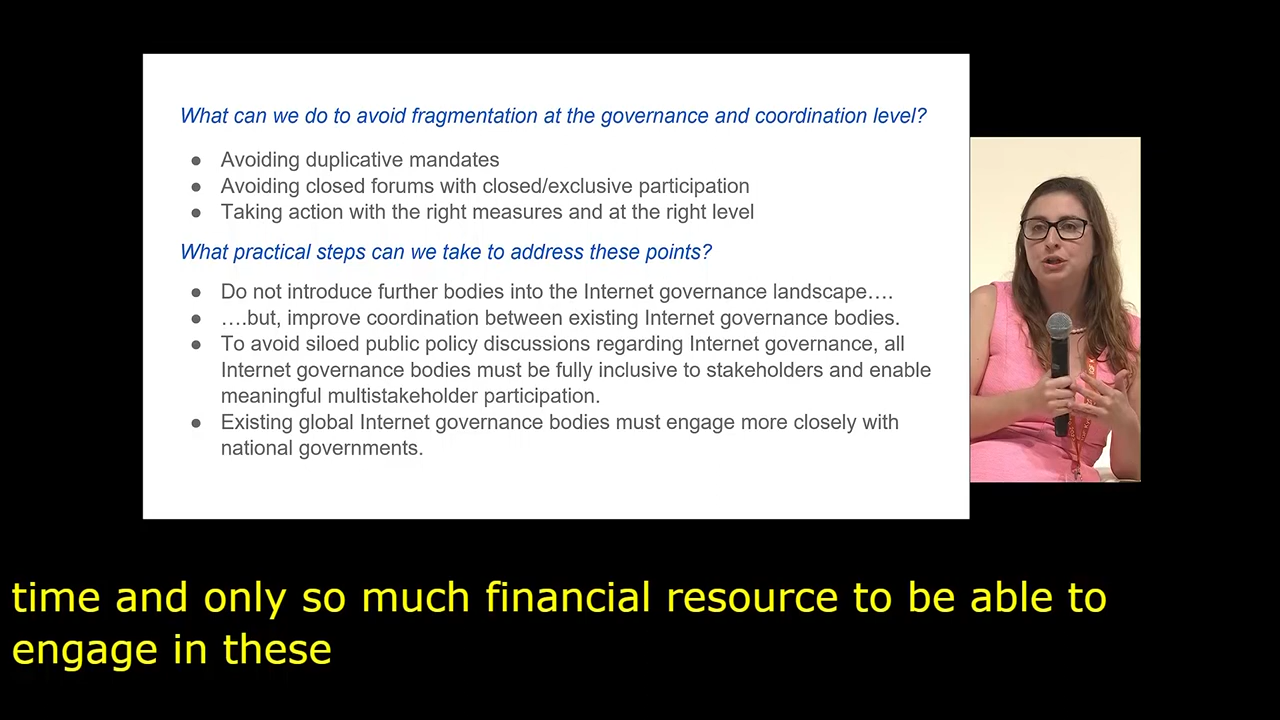 What can we do to avoid fragmentation at the governance and coordination level?
● Avoiding duplicative mandates
● Avoiding closed forums with closed/exclusive participation
● Taking action with the right measures and at the right level
What practical steps can we take to address these points?
● Do not introduce further bodies into the Internet governance landscape….
● ….but, improve coordination between existing Internet governance bodies.
● To avoid siloed public policy discussions regarding Internet governance, all
Internet governance bodies must be fully inclusive to stakeholders and enable
meaningful multistakeholder participation.
● Existing global Internet governance bodies must engage more closely with
national governments.
time and only so much financial resource to be able to
engage in these